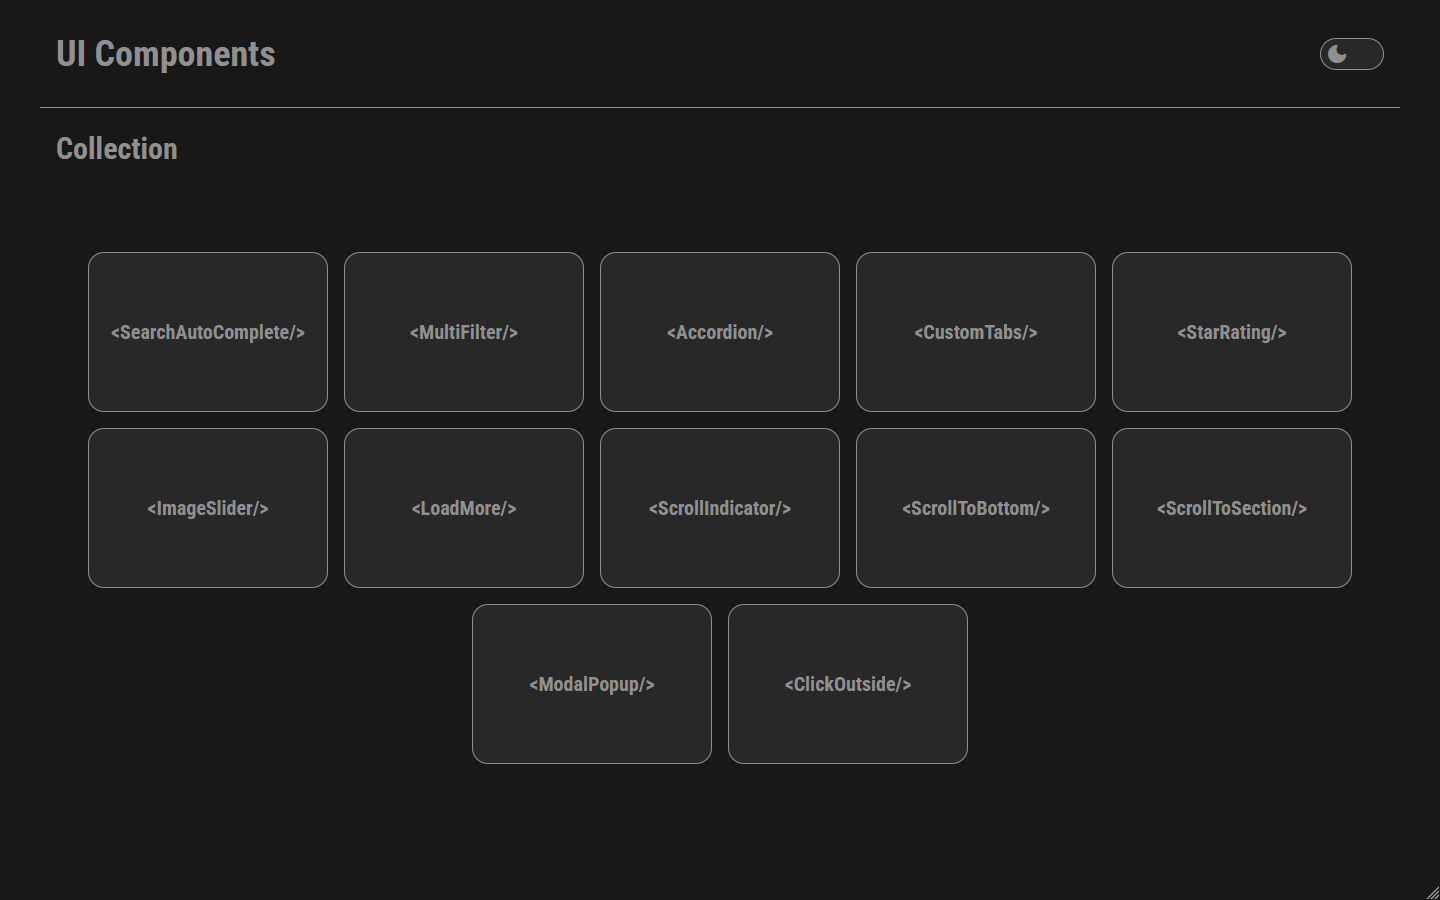 UI Components
Collection
<SearchAutoComplete/>
<MultiFilter/>
<Accordion/>
<CustomTabs/>
<StarRating/>
<ImageSlider/>
<LoadMore/>
<ScrollIndicator/>
<ScrollToBottom/>
<ScrollToSection/>
<ModalPopup/>
<ClickOutside/>